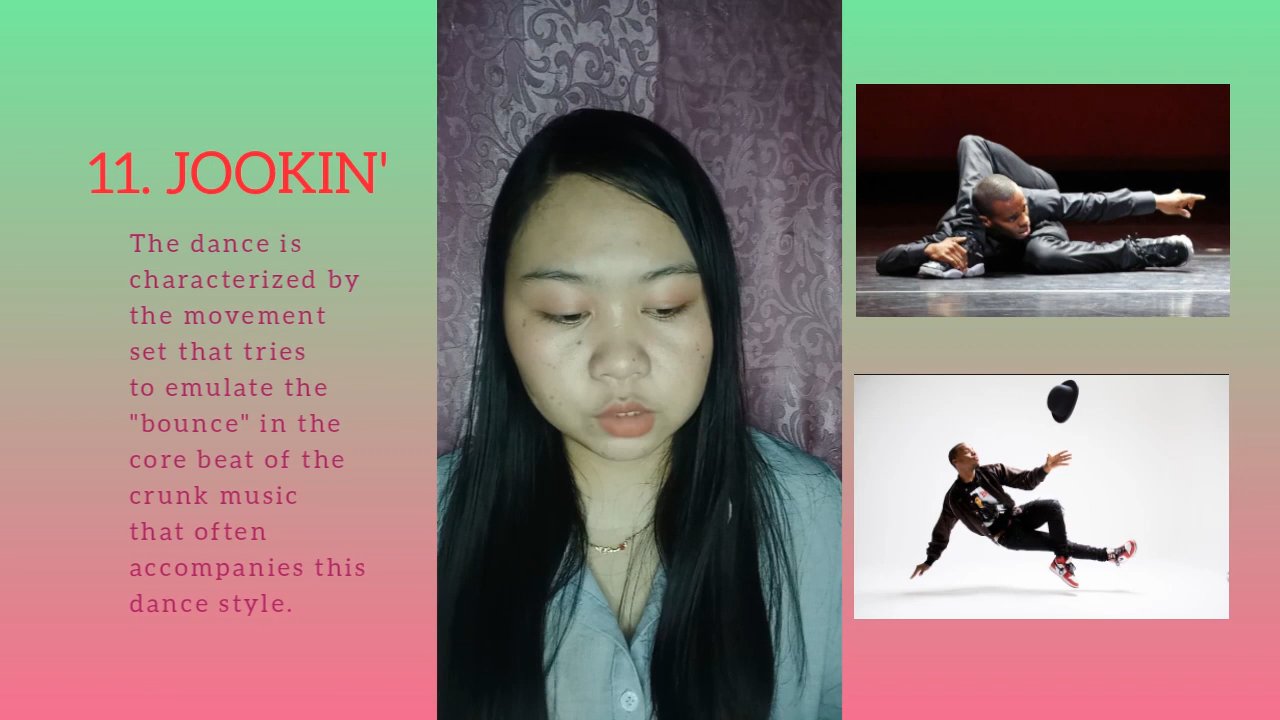 11. JOOKIN'
The dance is
characterized by
the movement
set that tries
to emulate the
"bounce" in the
core beat of the
crunk music
that often
accompanies this
dance style.